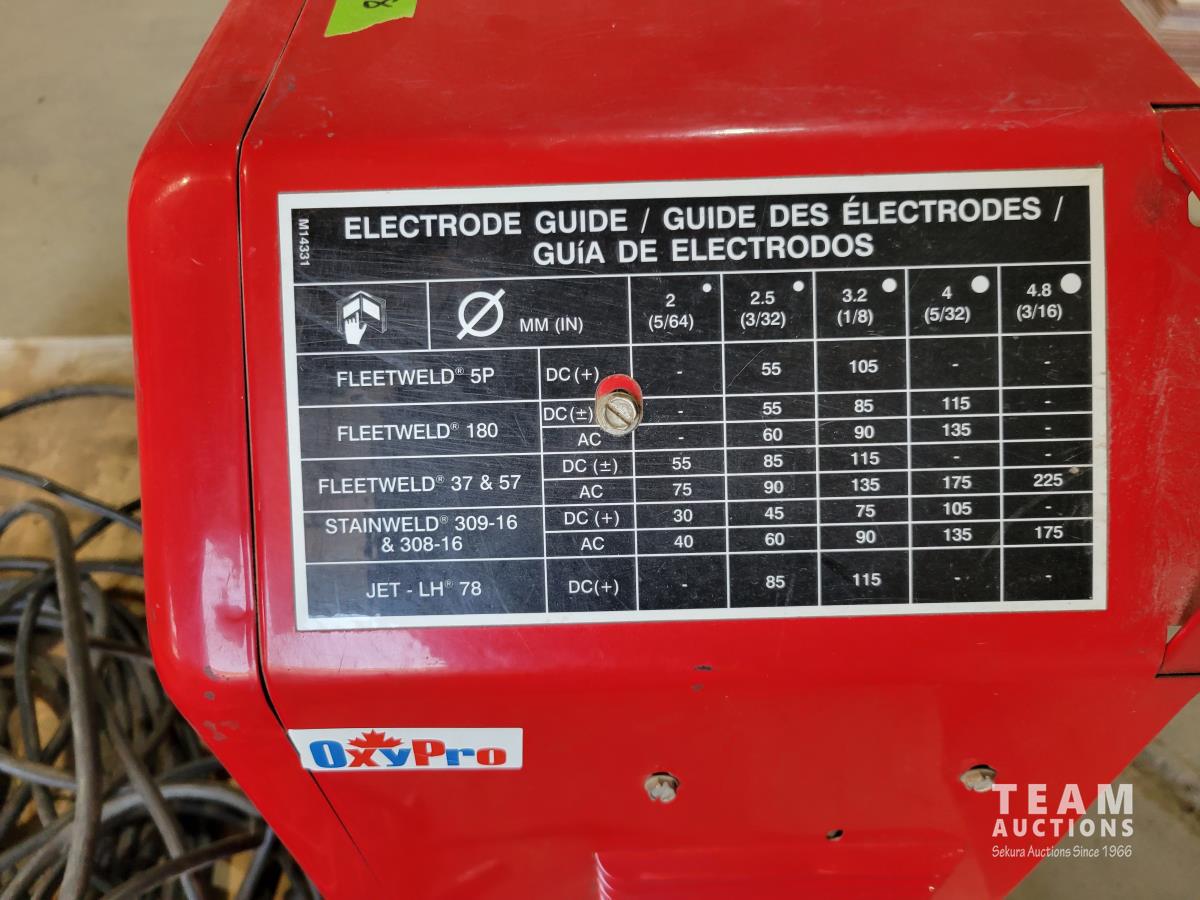 8
M14331
ELECTRODE GUIDE / GUIDE DES ÉLECTRODES /
GUíA DE ELECTRODOS
MM (IN)
2 (5/64)
2.5 (3/32)
3.2 (1/8)
4 (5/32)
4.8 (3/16)
FLEETWELD® 5P DC (+) - 55 105 - -
FLEETWELD® 180 DC (±) - 55 85 115 -
AC - 60 90 135 -
FLEETWELD® 37 & 57 DC (±) 55 85 115 - -
AC 75 90 135 175 225
STAINWELD® 309-16
& 308-16
DC (+) 30 45 75 105 -
AC 40 60 90 135 175
JET - LH® 78 DC(+) - 85 115 - -
OxyPro
TEAM
AUCTIONS
Sekura Auctions Since 1966